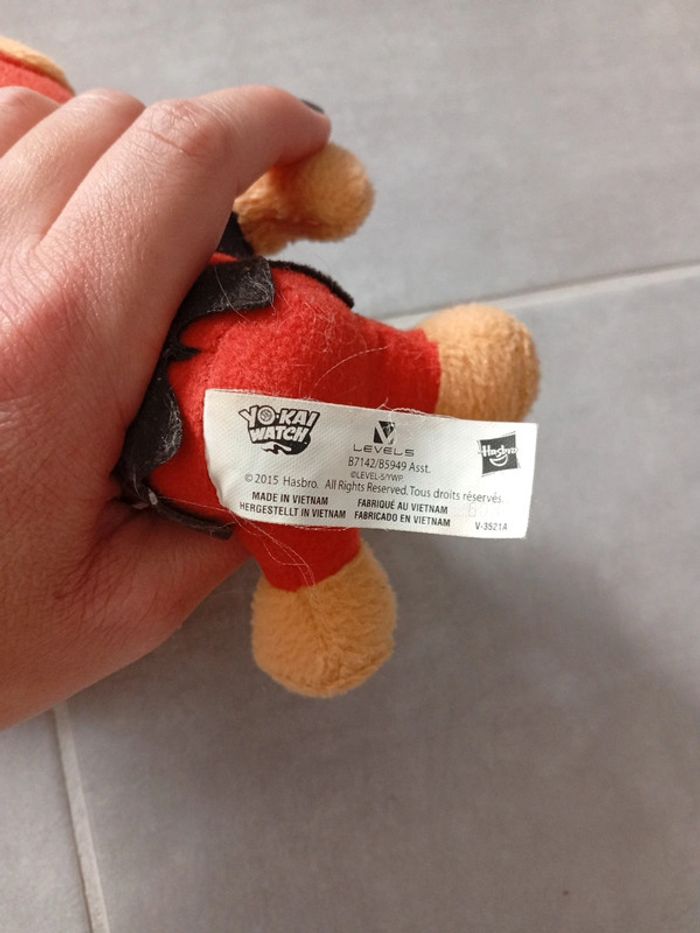 YO-KAI
WATCH
LEVEL5
B7142/B5949 Asst.
©LEVEL-5/YWP
Hasbro
©2015 Hasbro. All Rights Reserved. Tous droits réservés.
MADE IN VIETNAM FABRIQUÉ AU VIETNAM
HERGESTELLT IN VIETNAM FABRICADO EN VIETNAM
V-3521A